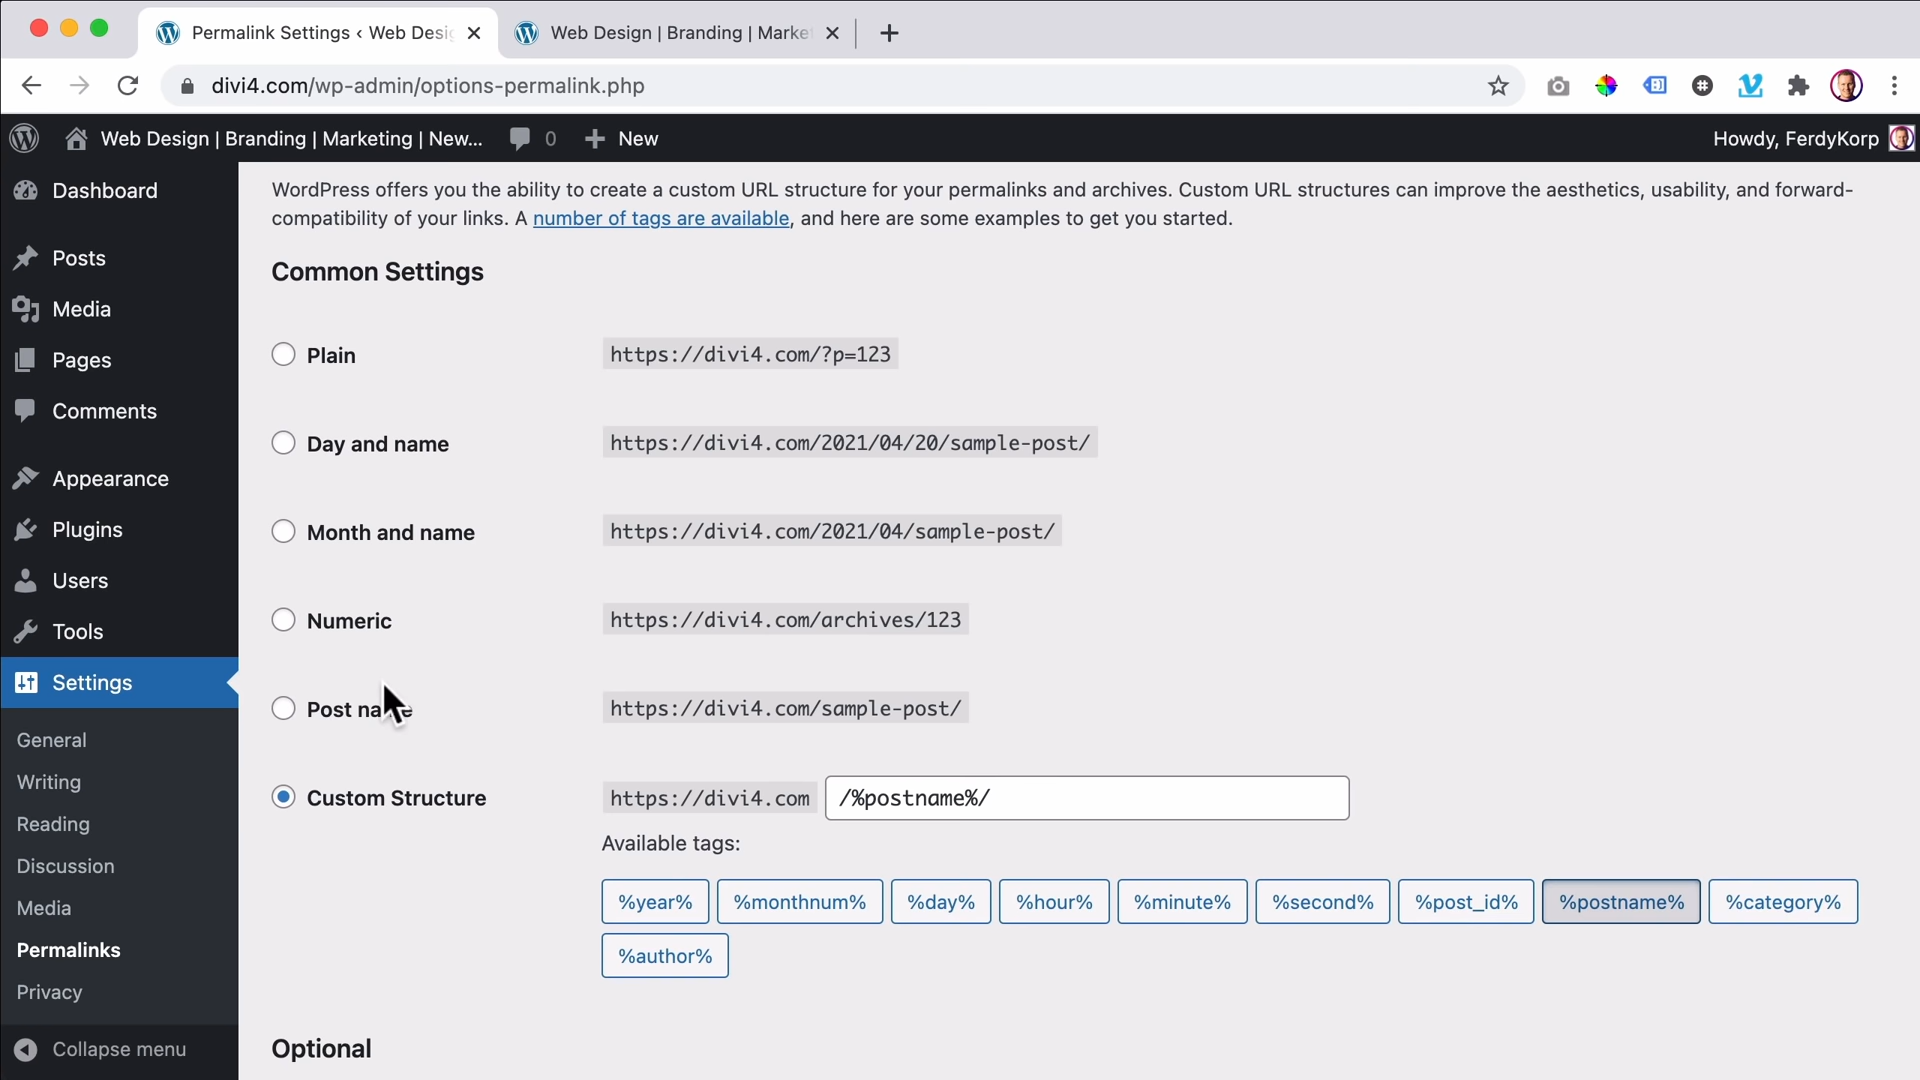 Permalink Settings ‹ Web Desig
Web Design | Branding | Market
divi4.com/wp-admin/options-permalink.php
Web Design | Branding | Marketing | New... 0 New
Howdy, FerdyKorp
Dashboard
Posts
Media
Pages
Comments
Appearance
Plugins
Users
Tools
Settings
General
Writing
Reading
Discussion
Media
Permalinks
Privacy
Collapse menu
WordPress offers you the ability to create a custom URL structure for your permalinks and archives. Custom URL structures can improve the aesthetics, usability, and forward-
compatibility of your links. A number of tags are available, and here are some examples to get you started.
Common Settings
Plain https://divi4.com/?p=123
Day and name https://divi4.com/2021/04/20/sample-post/
Month and name https://divi4.com/2021/04/sample-post/
Numeric https://divi4.com/archives/123
Post name https://divi4.com/sample-post/
Custom Structure https://divi4.com /%postname%/
Available tags:
%year% %monthnum% %day% %hour% %minute% %second% %post_id% %postname% %category%
%author%
Optional